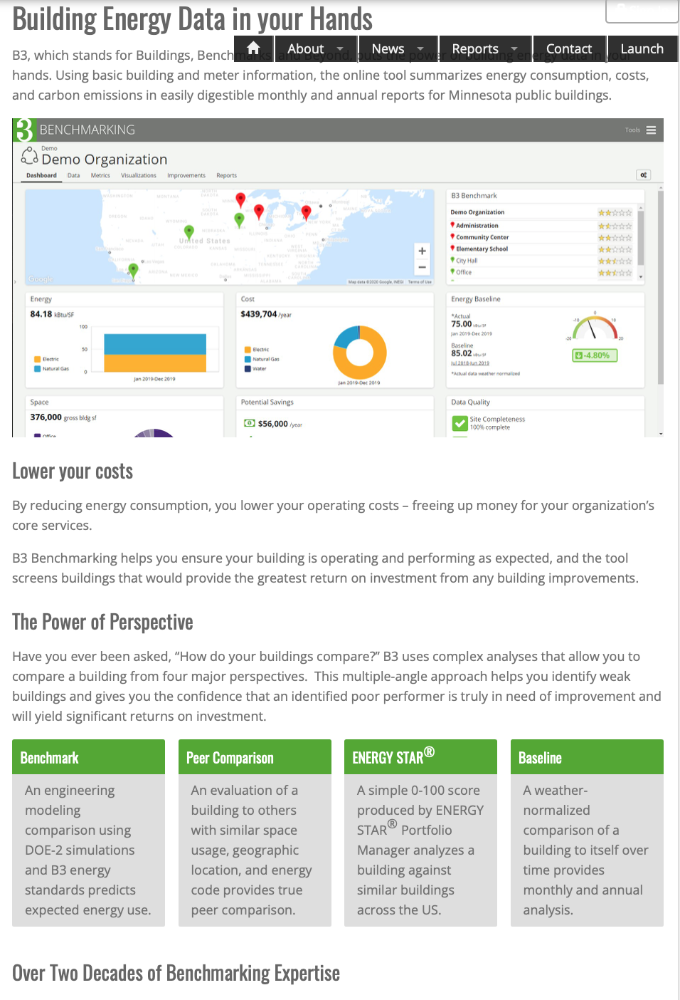 Building Energy Data in your Hands
About News Reports Contact Launch
B3, which stands for Buildings, Benchmarks, and Beyond, puts the power of building energy data in your
hands. Using basic building and meter information, the online tool summarizes energy consumption, costs,
and carbon emissions in easily digestible monthly and annual reports for Minnesota public buildings.
3 BENCHMARKING
Tools
Demo
Demo Organization
Dashboard Data Metrics Visualizations Improvements Reports
United States
Google
Map data ©2020 Google, INEGI Terms of Use
B3 Benchmark
Demo Organization
Administration
Community Center
Elementary School
City Hall
Office
Energy
84.18 kBtu/SF
100
50
0
Electric
Natural Gas
Jan 2019-Dec 2019
Cost
$439,704 /year
Electric
Natural Gas
Water
Jan 2019-Dec 2019
Energy Baseline
*Actual
75.00 kBtu/SF
Jan 2019-Dec 2019
Baseline
85.02 kBtu/SF
Jul 2018-Jun 2019
*Actual data weather normalized
-20 -10 0 10 20
-4.80%
Space
376,000 gross bldg sf
Office
Potential Savings
$56,000 /year
Data Quality
Site Completeness
100% complete
Lower your costs
By reducing energy consumption, you lower your operating costs – freeing up money for your organization’s
core services.
B3 Benchmarking helps you ensure your building is operating and performing as expected, and the tool
screens buildings that would provide the greatest return on investment from any building improvements.
The Power of Perspective
Have you ever been asked, “How do your buildings compare?” B3 uses complex analyses that allow you to
compare a building from four major perspectives. This multiple-angle approach helps you identify weak
buildings and gives you the confidence that an identified poor performer is truly in need of improvement and
will yield significant returns on investment.
Benchmark
An engineering
modeling
comparison using
DOE-2 simulations
and B3 energy
standards predicts
expected energy use.
Peer Comparison
An evaluation of a
building to others
with similar space
usage, geographic
location, and energy
code provides true
peer comparison.
ENERGY STAR®
A simple 0-100 score
produced by ENERGY
STAR® Portfolio
Manager analyzes a
building against
similar buildings
across the US.
Baseline
A weather-
normalized
comparison of a
building to itself over
time provides
monthly and annual
analysis.
Over Two Decades of Benchmarking Expertise